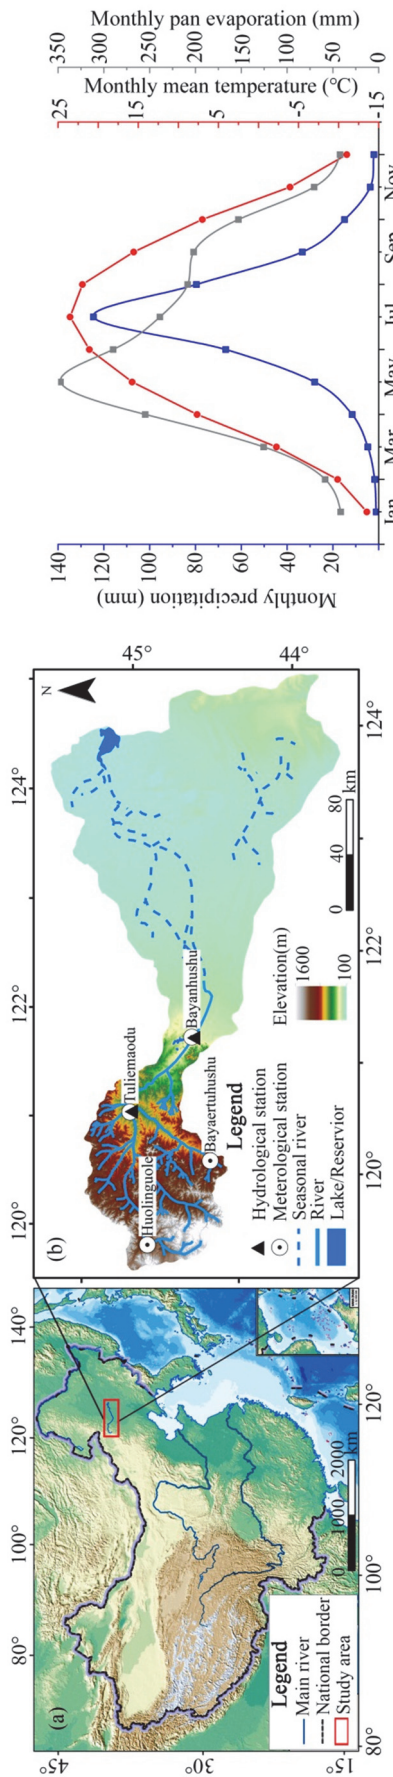 (a)
80°
100°
120°
140°
45°
30°
15°
80°
100°
120°
Legend
Main river
National border
Study area
0 1000 2000
km
(b)
120°
122°
124°
N
45°
44°
120°
122°
124°
Huolinguole
Tuliemaodu
Bayanhushu
Bayaertuhushu
Legend
Hydrological station
Meterological station
Seasonal river
River
Lake/Reservior
Elevation(m)
1600
100
0 40 80
km
Monthly precipitation (mm)
140
120
100
80
60
40
20
0
Jan
Mar
May
Jul
Sep
Nov
Monthly mean temperature (℃)
25
15
5
-5
-15
Monthly pan evaporation (mm)
350
300
250
200
150
100
50
0